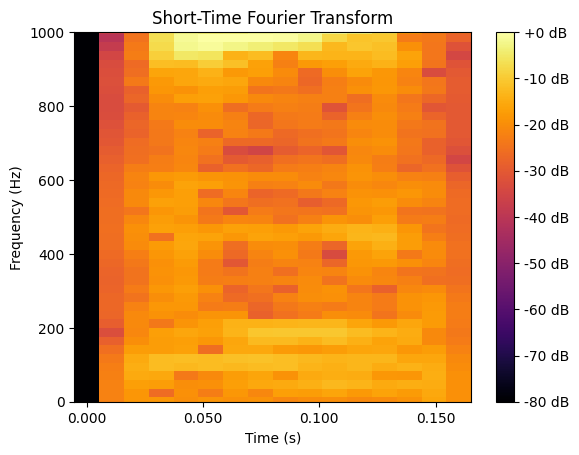 Short-Time Fourier Transform
1000
800
600
400
200
0
Frequency (Hz)
0.000
0.050
0.100
0.150
Time (s)
+0 dB
-10 dB
-20 dB
-30 dB
-40 dB
-50 dB
-60 dB
-70 dB
-80 dB